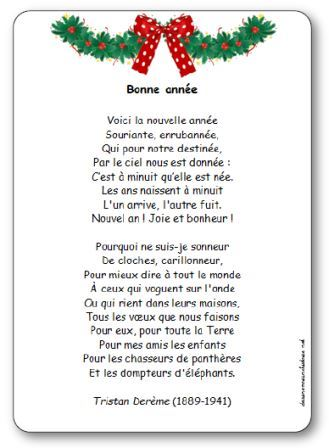 Bonne année
Voici la nouvelle année
Souriante, enrubannée,
Qui pour notre destinée,
Par le ciel nous est donnée :
C'est à minuit qu'elle est née.
Les ans naissent à minuit
L'un arrive, l'autre fuit.
Nouvel an ! Joie et bonheur !
Pourquoi ne suis-je sonneur
De cloches, carillonneur,
Pour mieux dire à tout le monde
À ceux qui voguent sur l'onde
Ou qui rient dans leurs maisons,
Tous les vœux que nous faisons
Pour eux, pour toute la Terre
Pour mes amis les enfants
Pour les chasseurs de panthères
Et les dompteurs d'éléphants.
Tristan Derème (1889-1941)